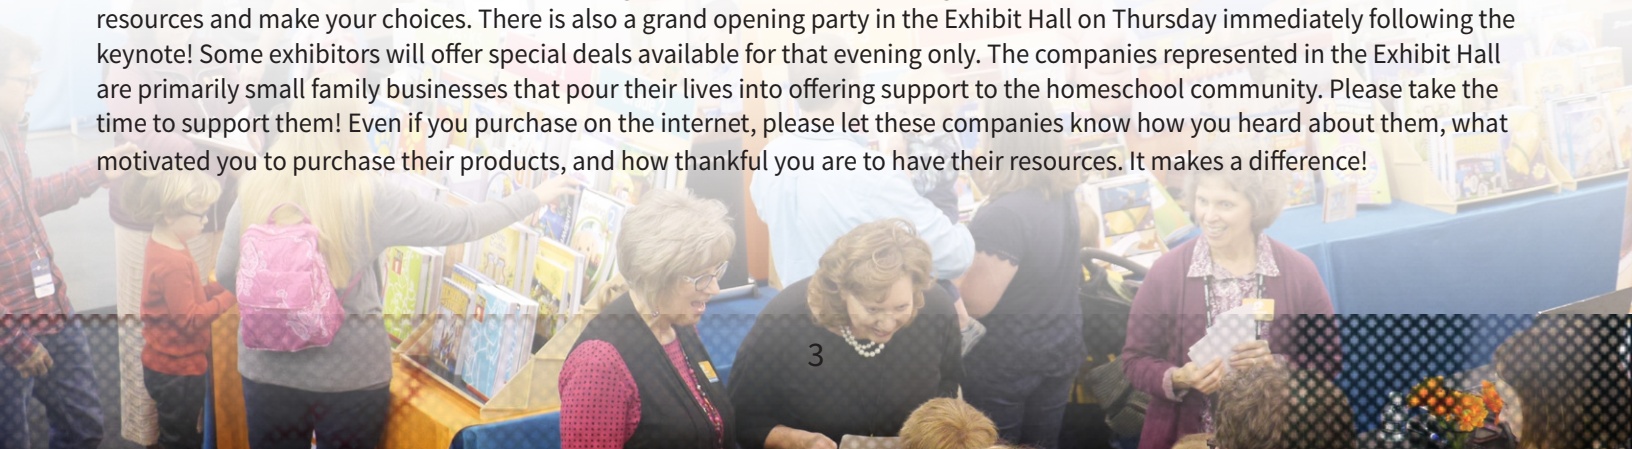 resources and make your choices. There is also a grand opening party in the Exhibit Hall on Thursday immediately following the
keynote! Some exhibitors will offer special deals available for that evening only. The companies represented in the Exhibit Hall
are primarily small family businesses that pour their lives into offering support to the homeschool community. Please take the
time to support them! Even if you purchase on the internet, please let these companies know how you heard about them, what
motivated you to purchase their products, and how thankful you are to have their resources. It makes a difference!
3